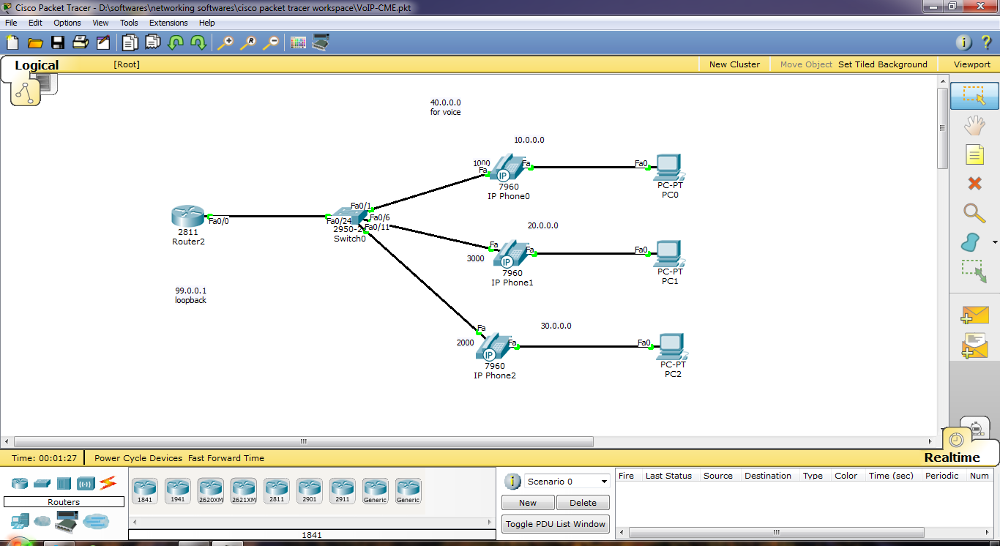 Cisco Packet Tracer - D:\softwares\networking softwares\cisco packet tracer workspace\VoIP-CME.pkt
File Edit Options View Tools Extensions Help
Logical [Root] New Cluster Move Object Set Tiled Background Viewport
40.0.0.0
for voice
10.0.0.0
1000
Fa Fa Fa0
IP
7960
IP Phone0
PC-PT
PC0
Fa0/1
Fa0/0 Fa0/24 Fa0/6
Fa0/11
2811
Router2
2950-2
Switch0
20.0.0.0
Fa Fa Fa0
3000
IP
7960
IP Phone1
PC-PT
PC1
99.0.0.1
loopback
30.0.0.0
Fa
2000 Fa Fa0
IP
7960
IP Phone2
PC-PT
PC2
Time: 00:01:27 Power Cycle Devices Fast Forward Time
Realtime
Routers
1841 1941 2620XM 2621XM 2811 2901 2911 Generic Generic
1841
Scenario 0
New Delete
Toggle PDU List Window
Fire Last Status Source Destination Type Color Time (sec) Periodic Num